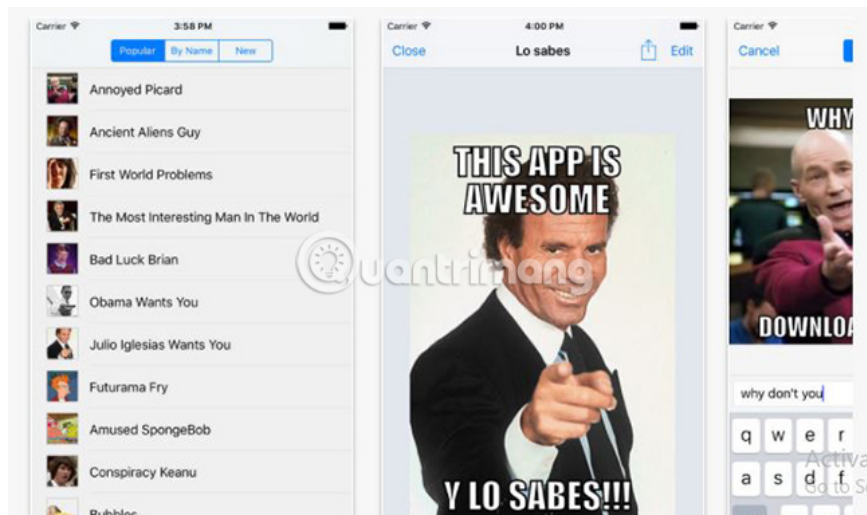 Carrier 3:58 PM
Popular By Name New
Annoyed Picard
Ancient Aliens Guy
First World Problems
The Most Interesting Man In The World
Bad Luck Brian
Obama Wants You
Julio Iglesias Wants You
Futurama Fry
Amused SpongeBob
Conspiracy Keanu
Bubbles
Carrier 4:00 PM
Close Lo sabes Edit
THIS APP IS
AWESOME
Y LO SABES!!!
Quantrimang
Carrier
Cancel
WHY
why don't you
q w e r
a s d f